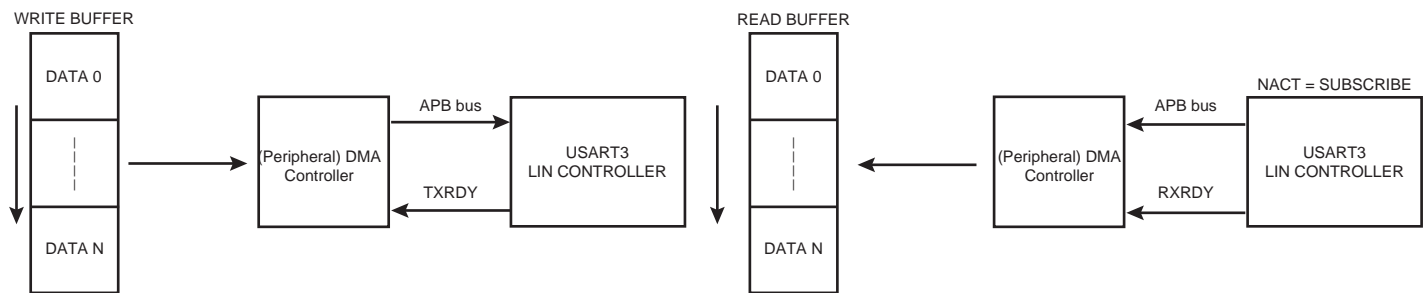 WRITE BUFFER
DATA 0
DATA N
(Peripheral) DMA
Controller
APB bus
TXRDY
USART3
LIN CONTROLLER
READ BUFFER
DATA 0
DATA N
(Peripheral) DMA
Controller
APB bus
RXRDY
NACT = SUBSCRIBE
USART3
LIN CONTROLLER